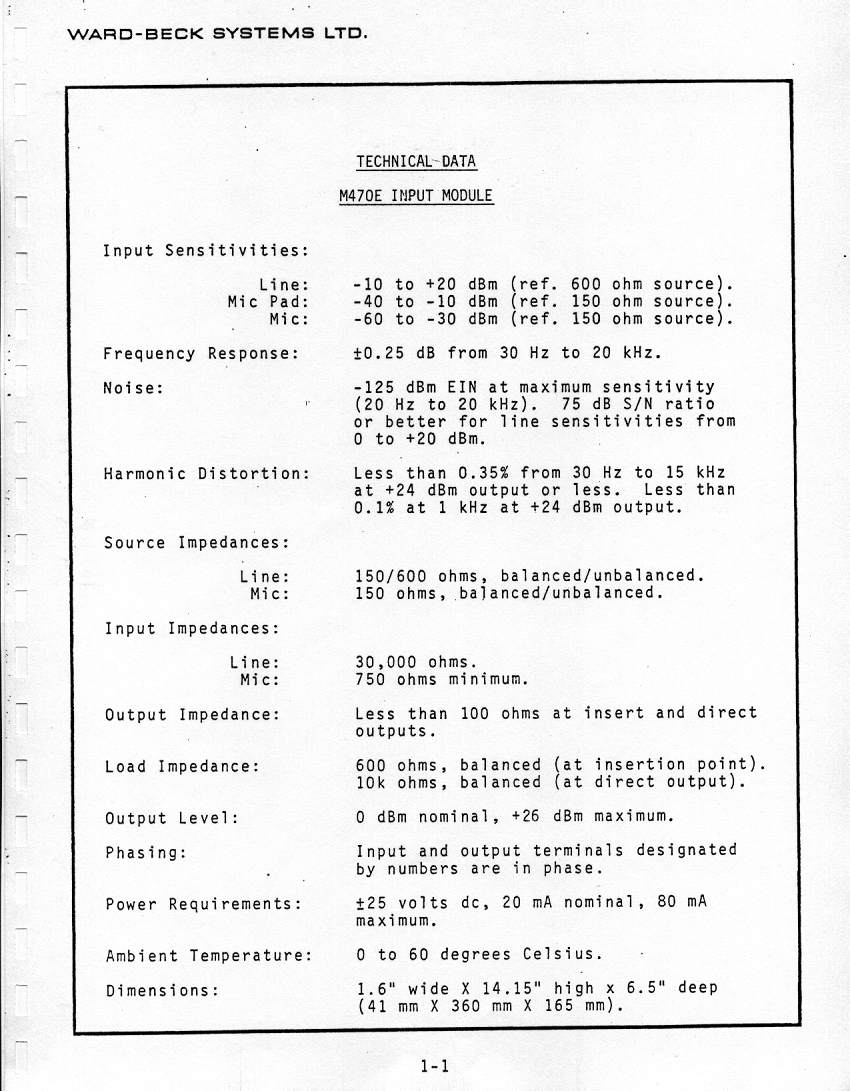 WARD-BECK SYSTEMS LTD.
TECHNICAL DATA
M470E INPUT MODULE
Input Sensitivities:
Line: -10 to +20 dBm (ref. 600 ohm source).
Mic Pad: -40 to -10 dBm (ref. 150 ohm source).
Mic: -60 to -30 dBm (ref. 150 ohm source).
Frequency Response: ±0.25 dB from 30 Hz to 20 kHz.
Noise: -125 dBm EIN at maximum sensitivity
(20 Hz to 20 kHz). 75 dB S/N ratio
or better for line sensitivities from
0 to +20 dBm.
Harmonic Distortion: Less than 0.35% from 30 Hz to 15 kHz
at +24 dBm output or less. Less than
0.1% at 1 kHz at +24 dBm output.
Source Impedances:
Line: 150/600 ohms, balanced/unbalanced.
Mic: 150 ohms, balanced/unbalanced.
Input Impedances:
Line: 30,000 ohms.
Mic: 750 ohms minimum.
Output Impedance: Less than 100 ohms at insert and direct
outputs.
Load Impedance: 600 ohms, balanced (at insertion point).
10k ohms, balanced (at direct output).
Output Level: 0 dBm nominal, +26 dBm maximum.
Phasing: Input and output terminals designated
by numbers are in phase.
Power Requirements: ±25 volts dc, 20 mA nominal, 80 mA
maximum.
Ambient Temperature: 0 to 60 degrees Celsius.
Dimensions: 1.6" wide X 14.15" high x 6.5" deep
(41 mm X 360 mm X 165 mm).
1-1